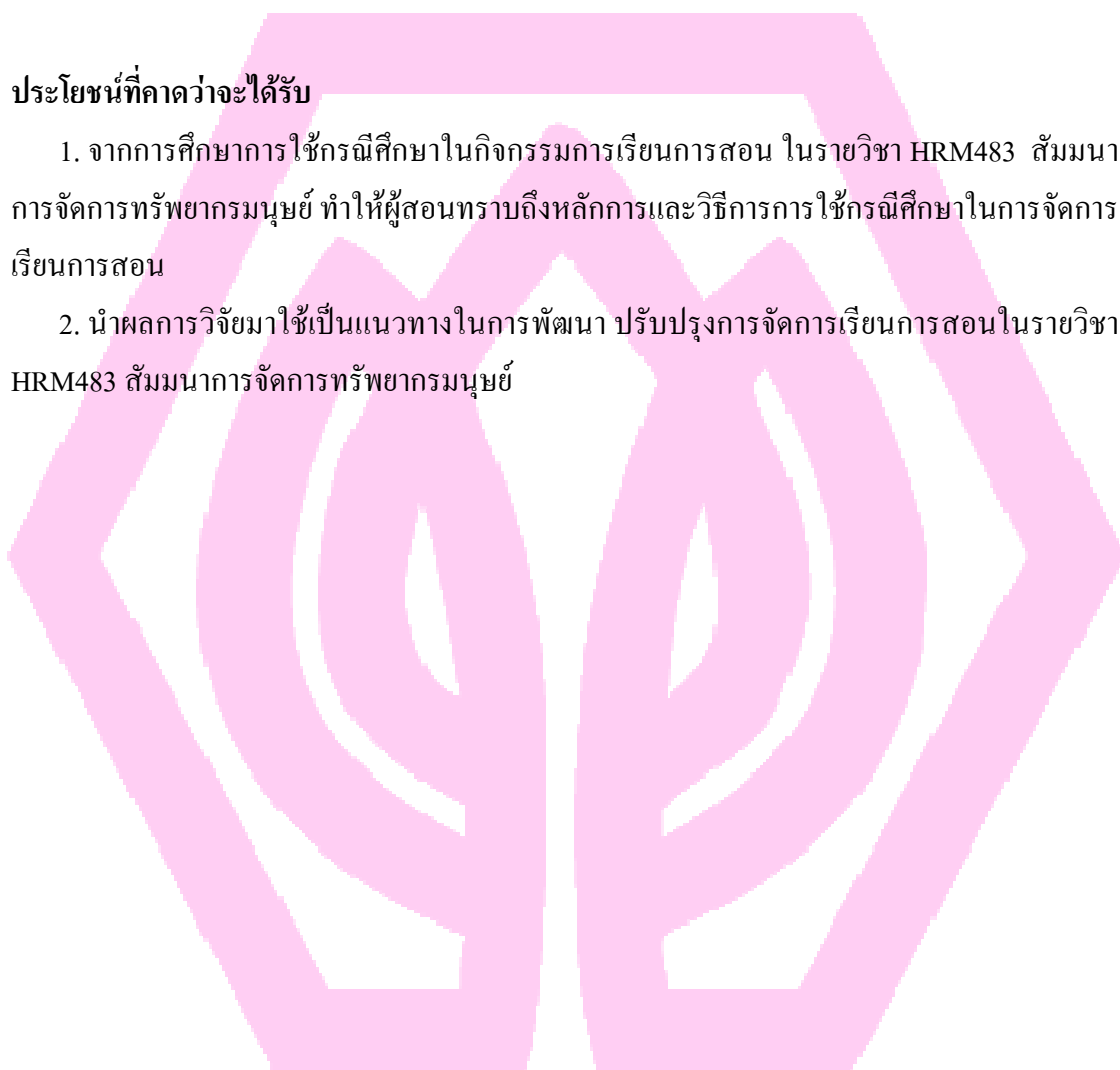 ประโยชน์ที่คาดว่าจะได้รับ
1. จากการศึกษาการใช้กรณีศึกษาในกิจกรรมการเรียนการสอน ในรายวิชา HRM483 สัมมนา
การจัดการทรัพยากรมนุษย์ ทำให้ผู้สอนทราบถึงหลักการและวิธีการการใช้กรณีศึกษาในการจัดการ
เรียนการสอน
2. นำผลการวิจัยมาใช้เป็นแนวทางในการพัฒนา ปรับปรุงการจัดการเรียนการสอนในรายวิชา
HRM483 สัมมนาการจัดการทรัพยากรมนุษย์